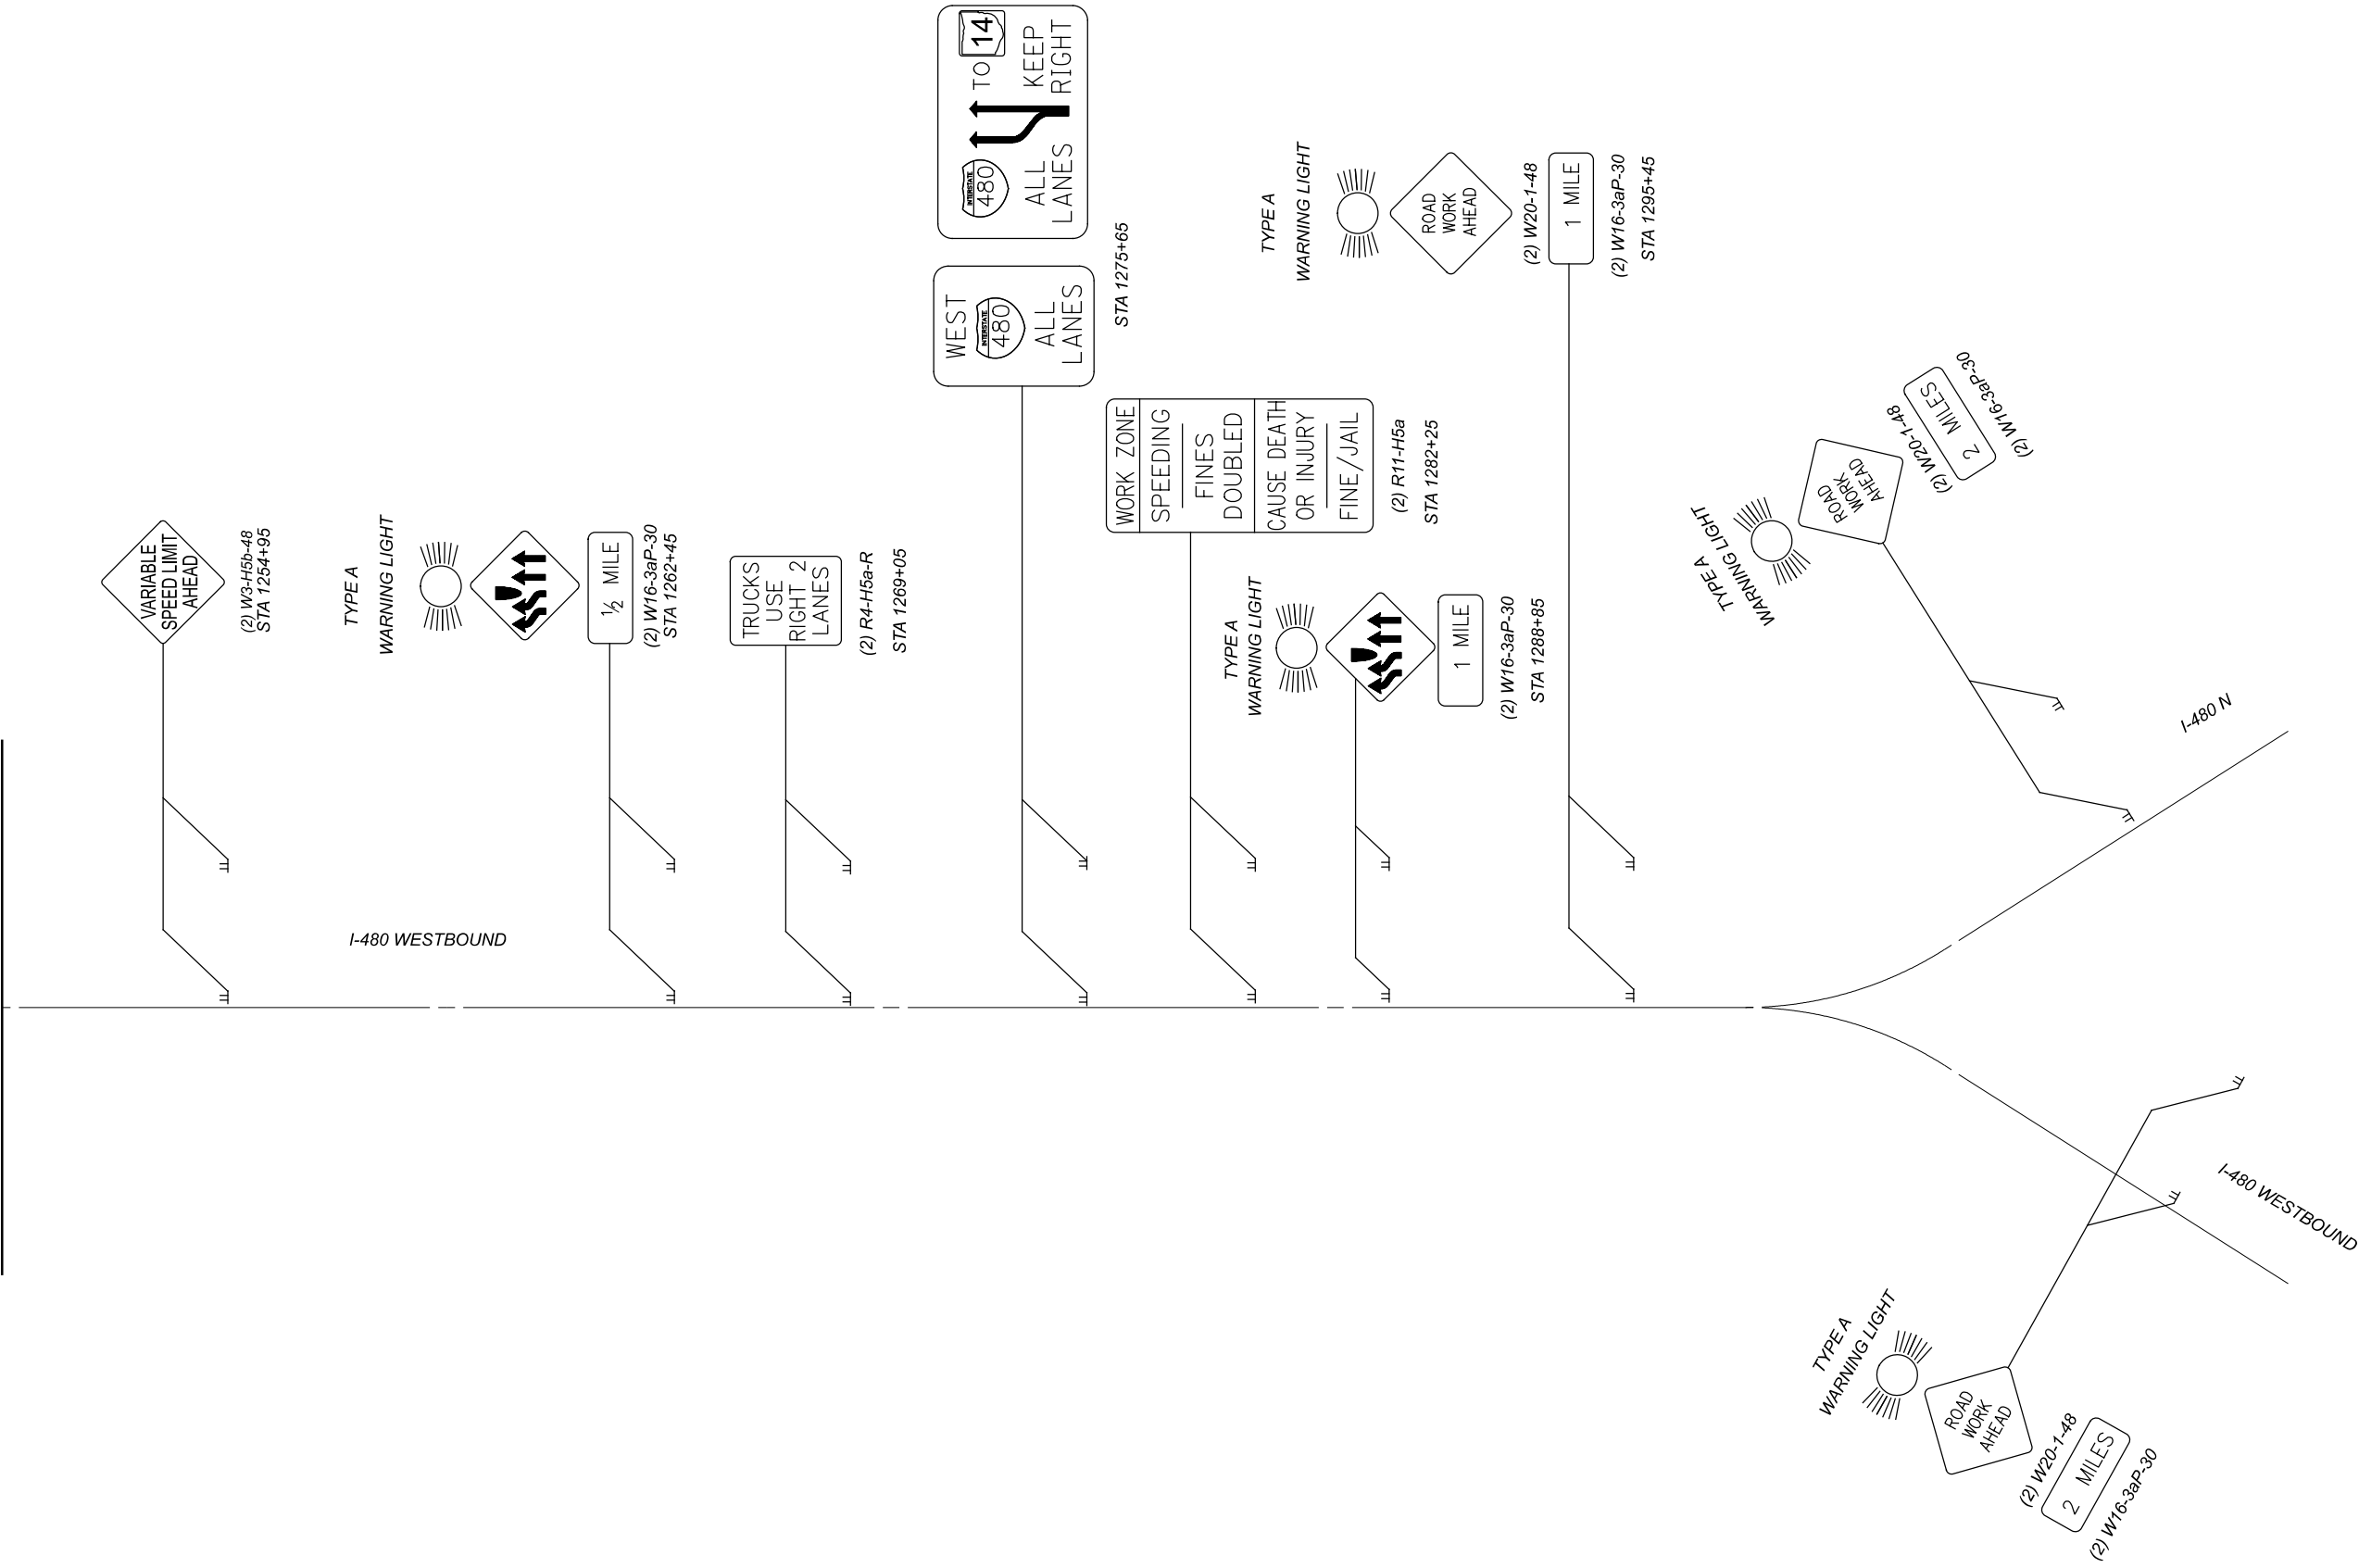 VARIABLE
SPEED LIMIT
AHEAD
(2) W3-H5b-48
STA 1254+95
TYPE A
WARNING LIGHT
½ MILE
(2) W16-3aP-30
STA 1262+45
TRUCKS
USE
RIGHT 2
LANES
(2) R4-H5a-R
STA 1269+05
INTERSTATE
480
TO 14
ALL
LANES
KEEP
RIGHT
WEST
INTERSTATE
480
ALL
LANES
STA 1275+65
WORK ZONE
SPEEDING
FINES
DOUBLED
CAUSE DEATH
OR INJURY
FINE/JAIL
(2) R11-H5a
STA 1282+25
TYPE A
WARNING LIGHT
1 MILE
(2) W16-3aP-30
STA 1288+85
TYPE A
WARNING LIGHT
ROAD
WORK
AHEAD
(2) W20-1-48
1 MILE
(2) W16-3aP-30
STA 1295+45
TYPE A
WARNING LIGHT
ROAD
WORK
AHEAD
(2) W20-1-48
2 MILES
(2) W16-3aP-30
I-480 N
I-480 WESTBOUND
I-480 WESTBOUND
TYPE A
WARNING LIGHT
ROAD
WORK
AHEAD
(2) W20-1-48
2 MILES
(2) W16-3aP-30